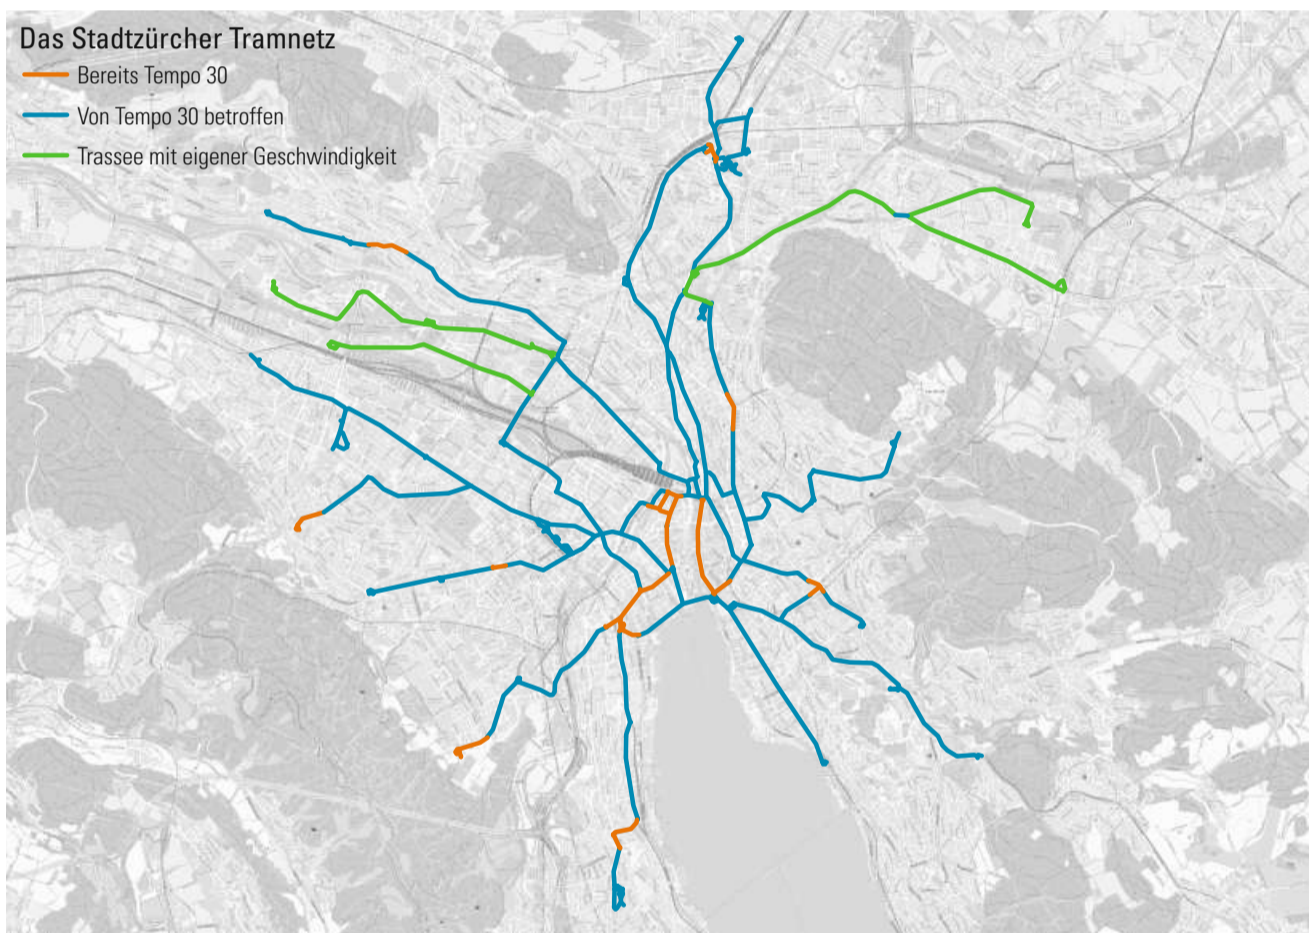 Das Stadtzürcher Tramnetz
Bereits Tempo 30
Von Tempo 30 betroffen
Trassee mit eigener Geschwindigkeit